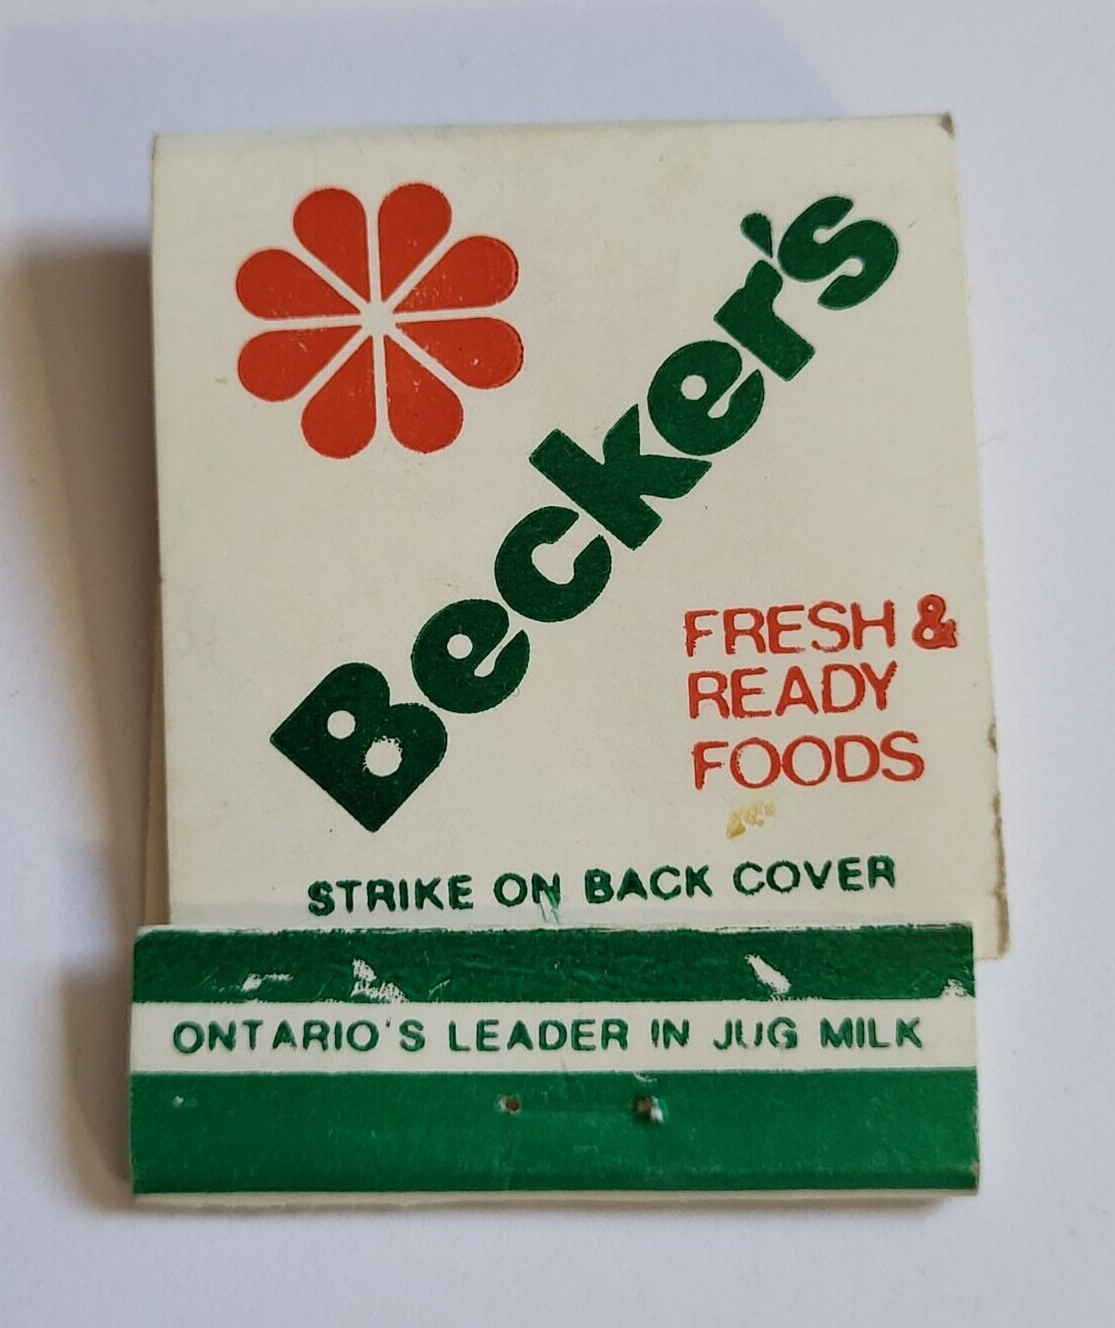 Becker's
FRESH &
READY
FOODS
STRIKE ON BACK COVER
ONTARIO'S LEADER IN JUG MILK